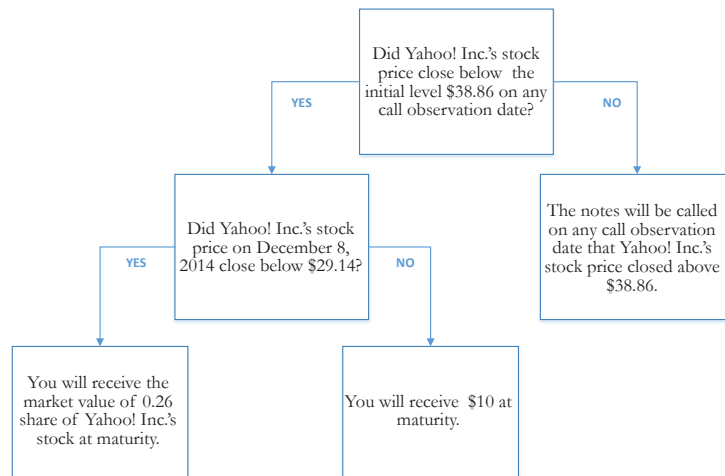 Did Yahoo! Inc.'s stock
price close below the
initial level $38.86 on any
call observation date?
YES
NO
Did Yahoo! Inc.'s stock
price on December 8,
2014 close below $29.14?
The notes will be called
on any call observation
date that Yahoo! Inc.'s
stock price closed above
$38.86.
YES
NO
You will receive the
market value of 0.26
share of Yahoo! Inc.'s
stock at maturity.
You will receive $10 at
maturity.